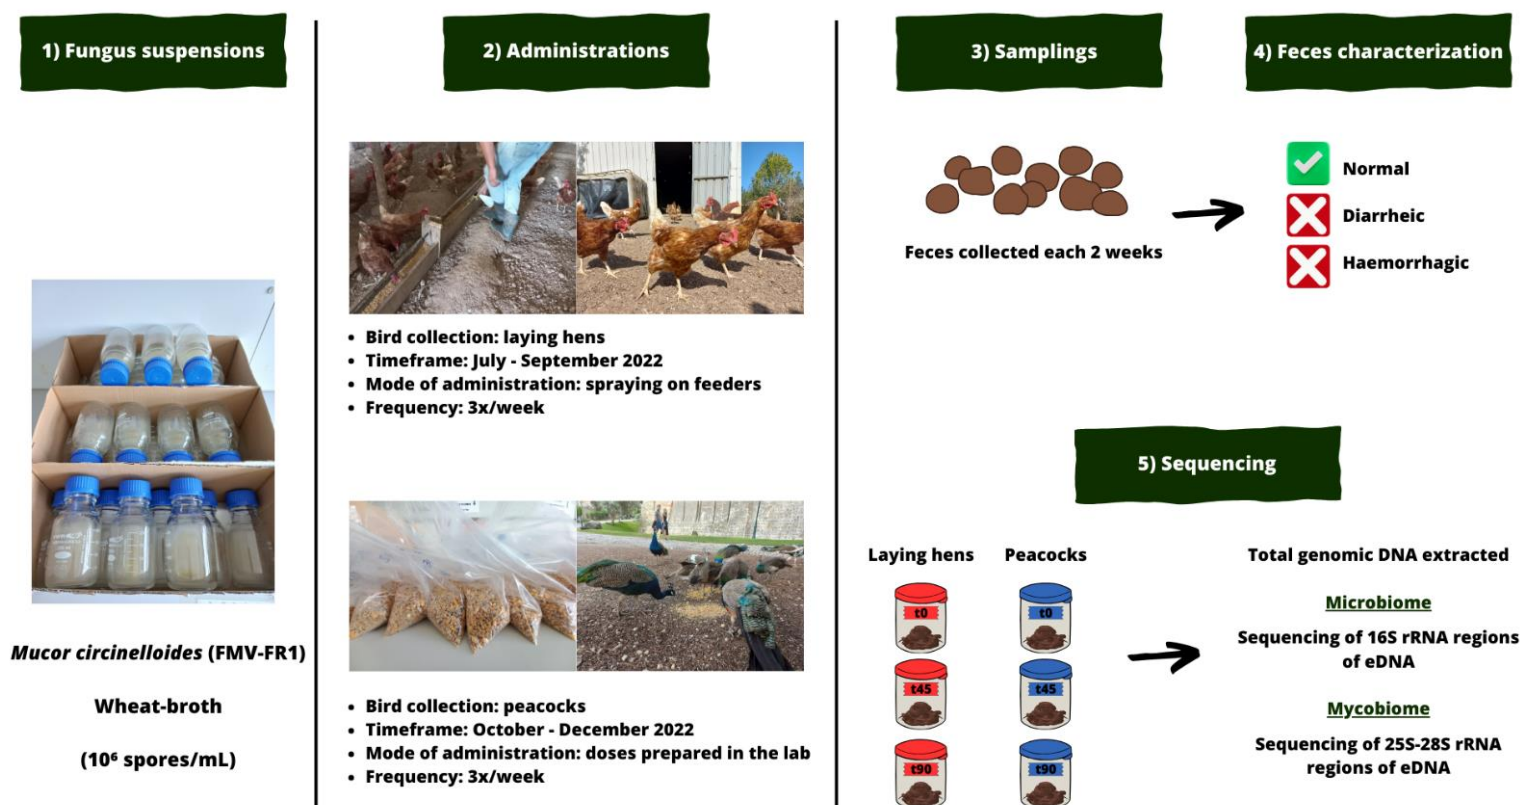 1) Fungus suspensions
Mucor circinelloides (FMV-FR1)
Wheat-broth
(10⁶ spores/mL)
2) Administrations
• Bird collection: laying hens
• Timeframe: July - September 2022
• Mode of administration: spraying on feeders
• Frequency: 3x/week
• Bird collection: peacocks
• Timeframe: October - December 2022
• Mode of administration: doses prepared in the lab
• Frequency: 3x/week
3) Samplings
Feces collected each 2 weeks
4) Feces characterization
Normal
Diarrheic
Haemorrhagic
5) Sequencing
Laying hens
t0
t45
t90
Peacocks
t0
t45
t90
Total genomic DNA extracted
Microbiome
Sequencing of 16S rRNA regions
of eDNA
Mycobiome
Sequencing of 25S-28S rRNA
regions of eDNA